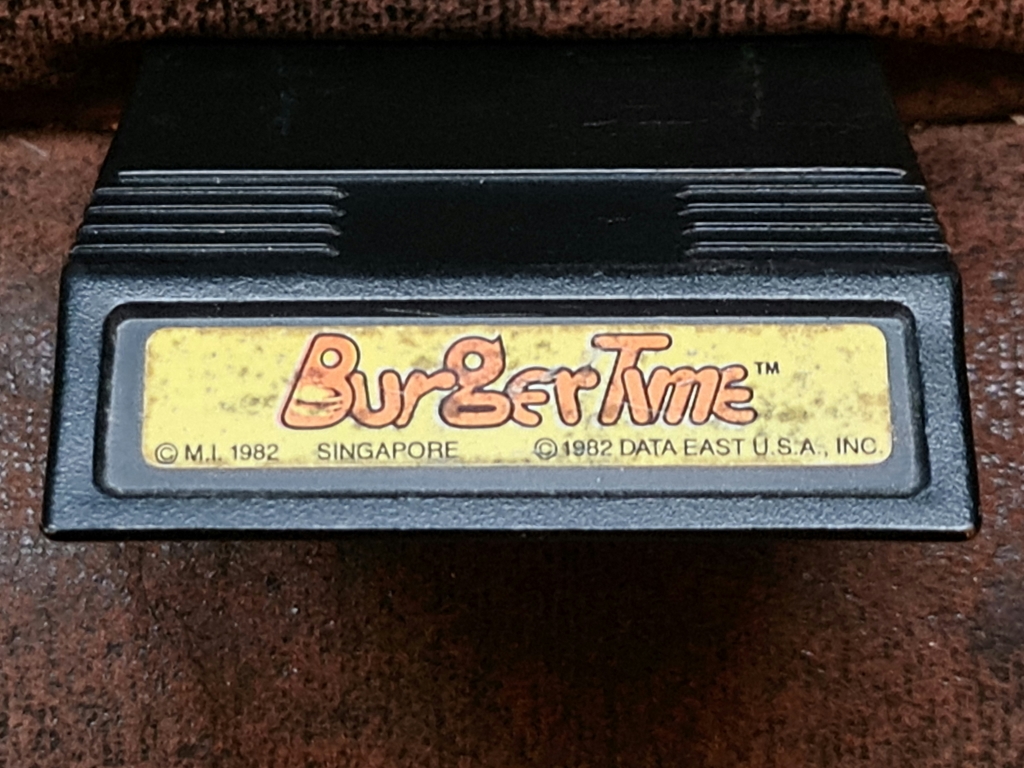 BurgerTime™
© M.I. 1982 SINGAPORE © 1982 DATA EAST U.S.A., INC.